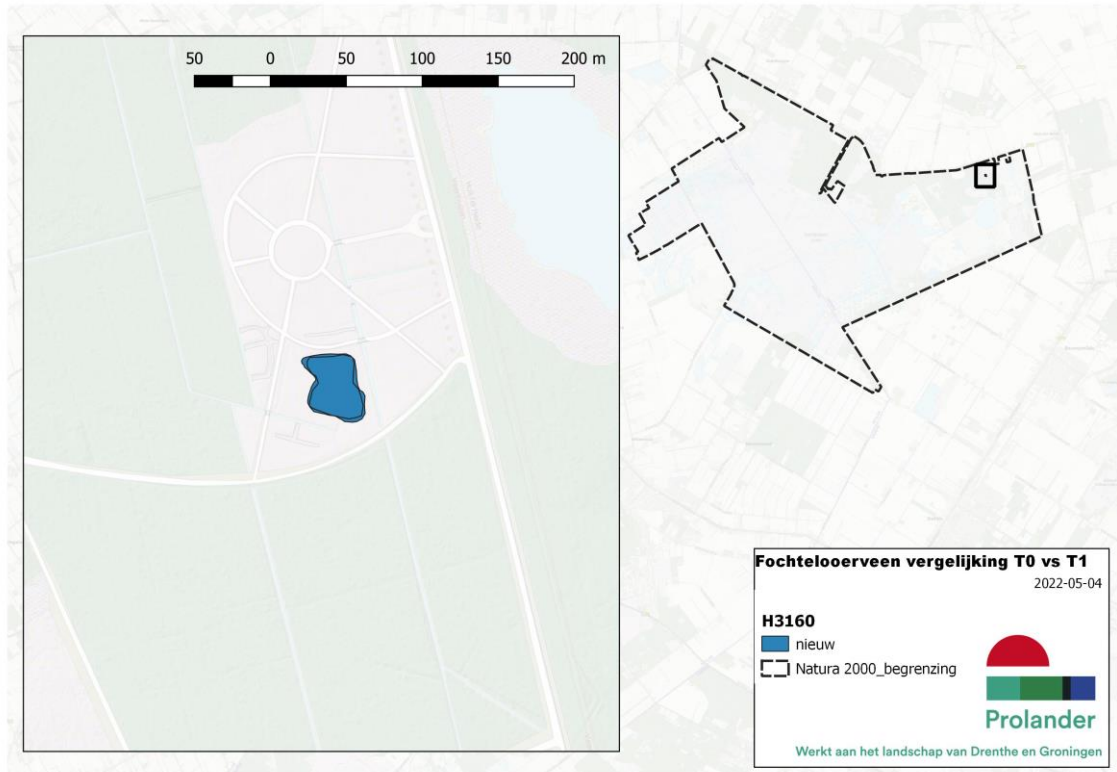 50 0 50 100 150 200 m
Fochtelooerveen vergelijking T0 vs T1
2022-05-04
H3160
nieuw
Natura 2000_begrenzing
Prolander
Werkt aan het landschap van Drenthe en Groningen